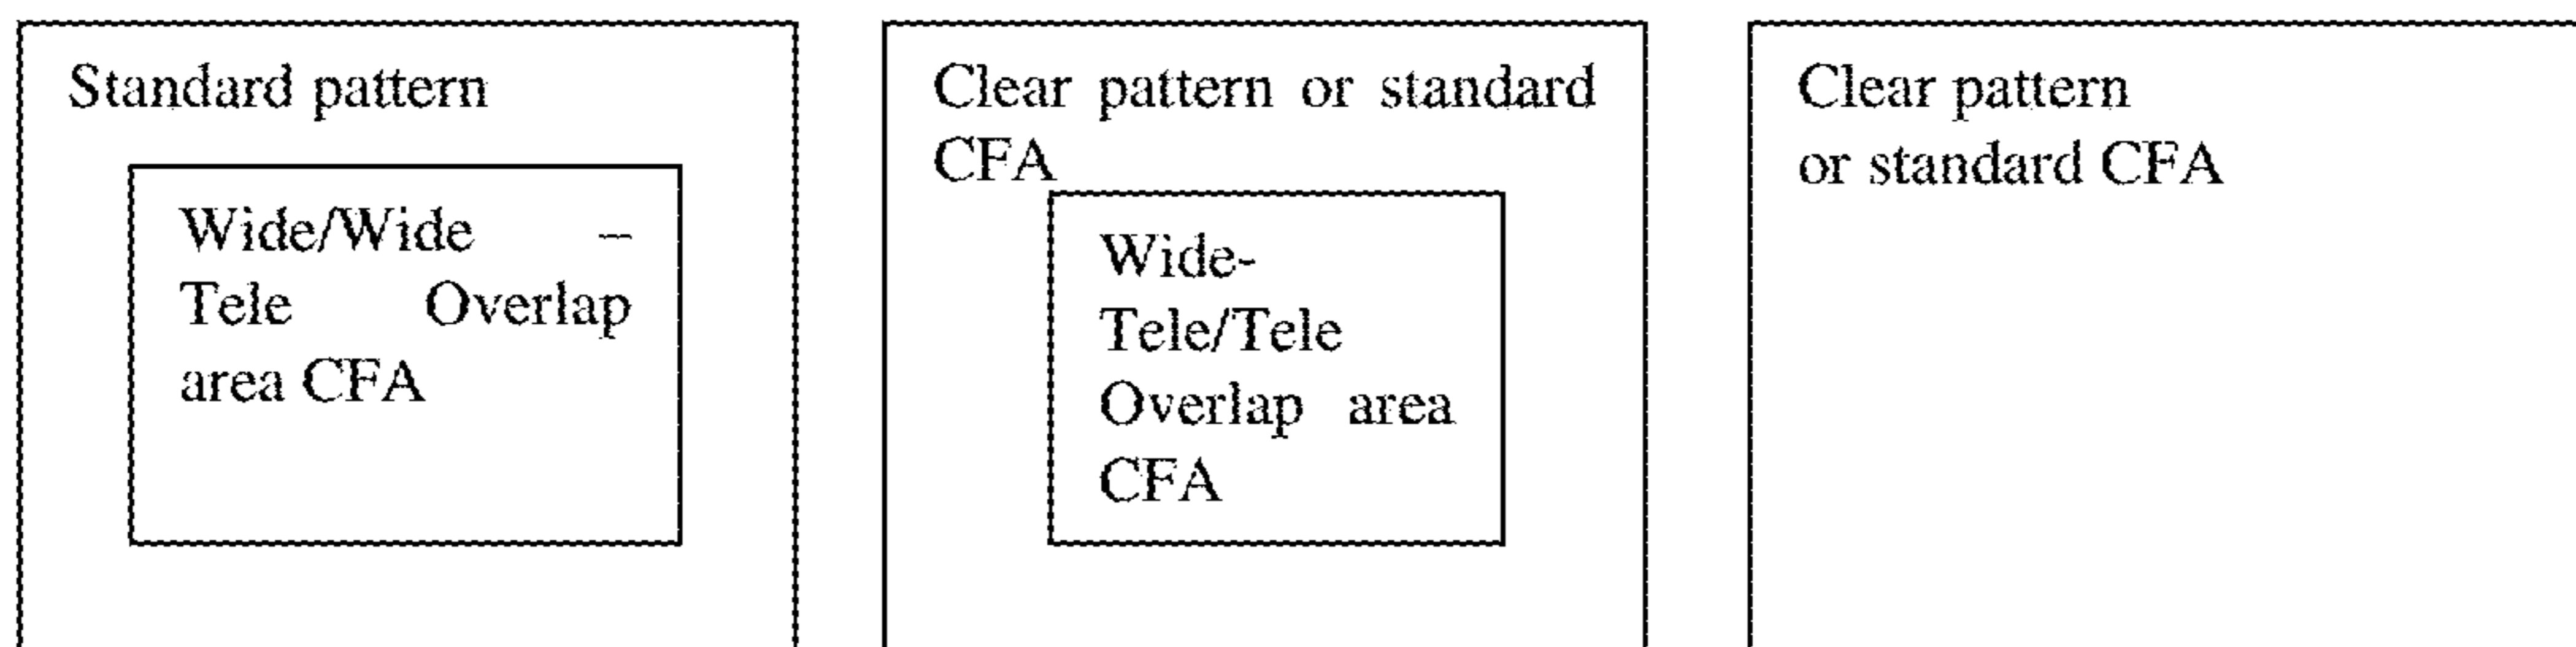 Standard pattern
Wide/Wide –
Tele Overlap
area CFA
Clear pattern or standard
CFA
Wide-
Tele/Tele
Overlap area
CFA
Clear pattern
or standard CFA